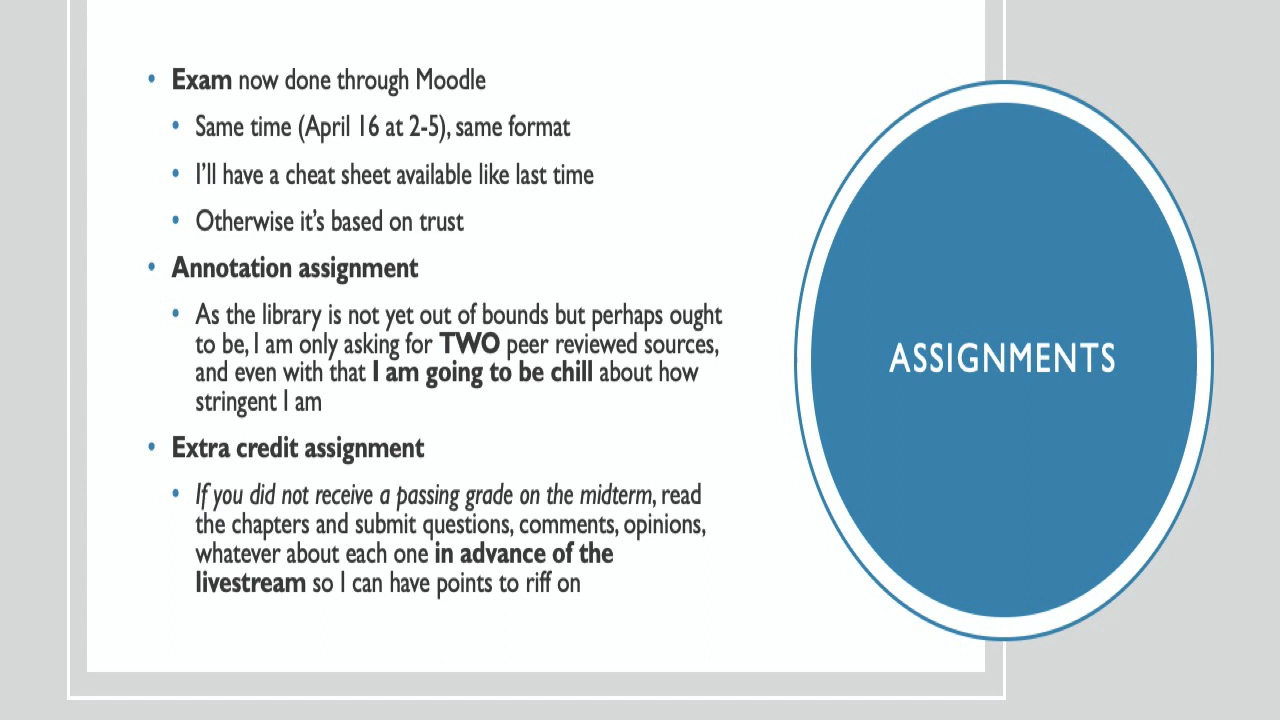 • Exam now done through Moodle
• Same time (April 16 at 2-5), same format
• I’ll have a cheat sheet available like last time
• Otherwise it’s based on trust
• Annotation assignment
• As the library is not yet out of bounds but perhaps ought
to be, I am only asking for TWO peer reviewed sources,
and even with that I am going to be chill about how
stringent I am
• Extra credit assignment
• If you did not receive a passing grade on the midterm, read
the chapters and submit questions, comments, opinions,
whatever about each one in advance of the
livestream so I can have points to riff on
ASSIGNMENTS